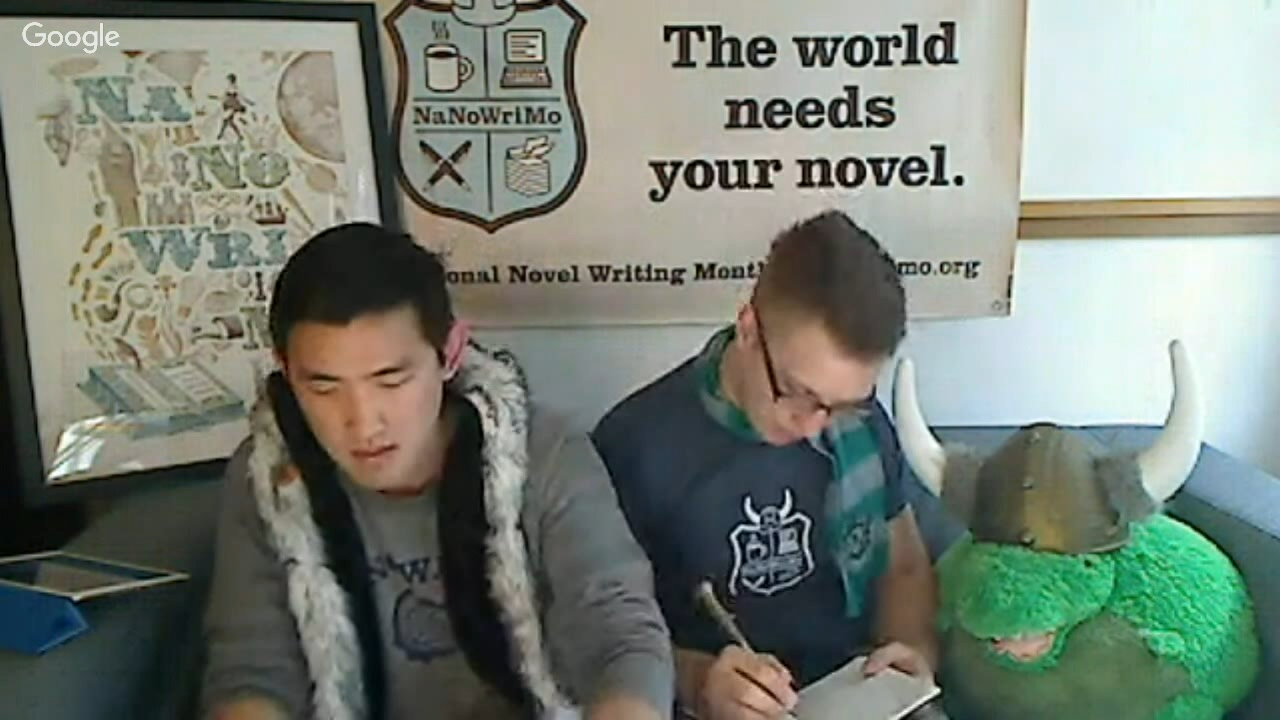 Google
NA
NO
WRI
NaNoWriMo
The world
needs
your novel.
onal Novel Writing Mont
mo.org